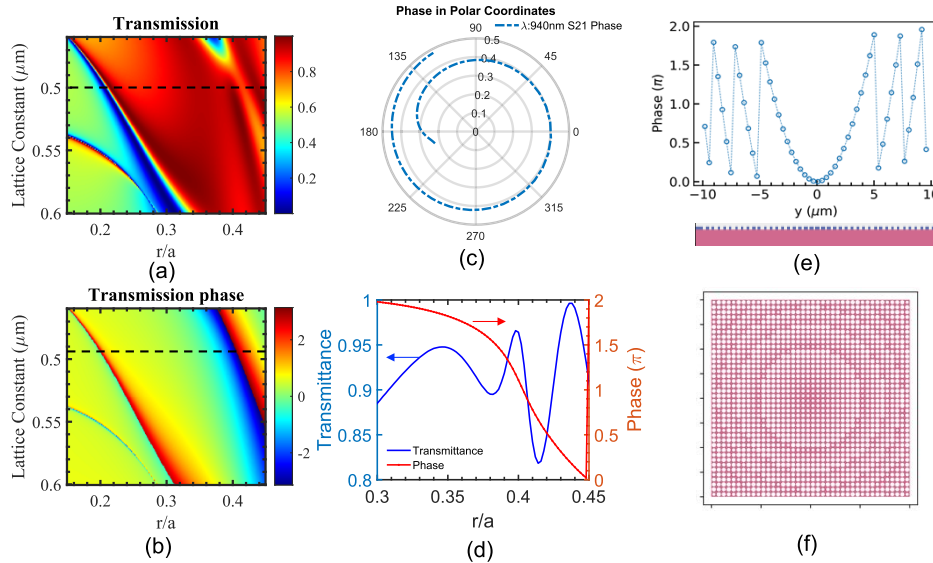 Transmission
Lattice Constant (μm)
0.5
0.55
0.6
0.2
0.3
0.4
r/a
0.8
0.6
0.4
0.2
(a)
Phase in Polar Coordinates
λ:940nm S21 Phase
90
45
0
315
270
225
180
135
0.5
0.4
0.3
0.2
0.1
0
(c)
Phase (π)
2.0
1.5
1.0
0.5
0.0
-10
-5
0
5
10
y (μm)
(e)
Transmission phase
Lattice Constant (μm)
0.5
0.55
0.6
0.2
0.3
0.4
r/a
2
0
-2
(b)
Transmittance
1
0.95
0.9
0.85
0.8
0.3
0.35
0.4
0.45
r/a
2
1.5
1
0.5
0
Phase (π)
Transmittance
Phase
(d)
(f)